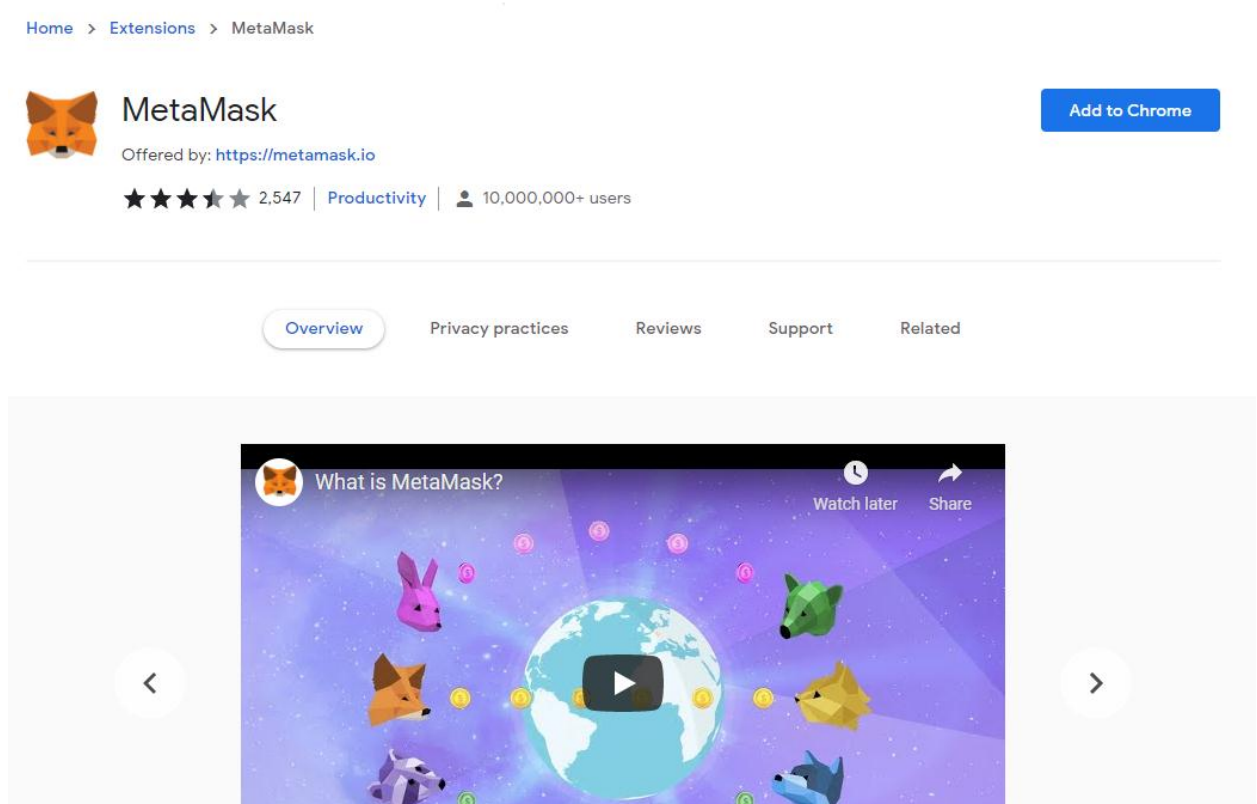 Home > Extensions > MetaMask
MetaMask
Add to Chrome
Offered by: https://metamask.io
2,547 | Productivity | 10,000,000+ users
Overview Privacy practices Reviews Support Related
What is MetaMask?
Watch later Share